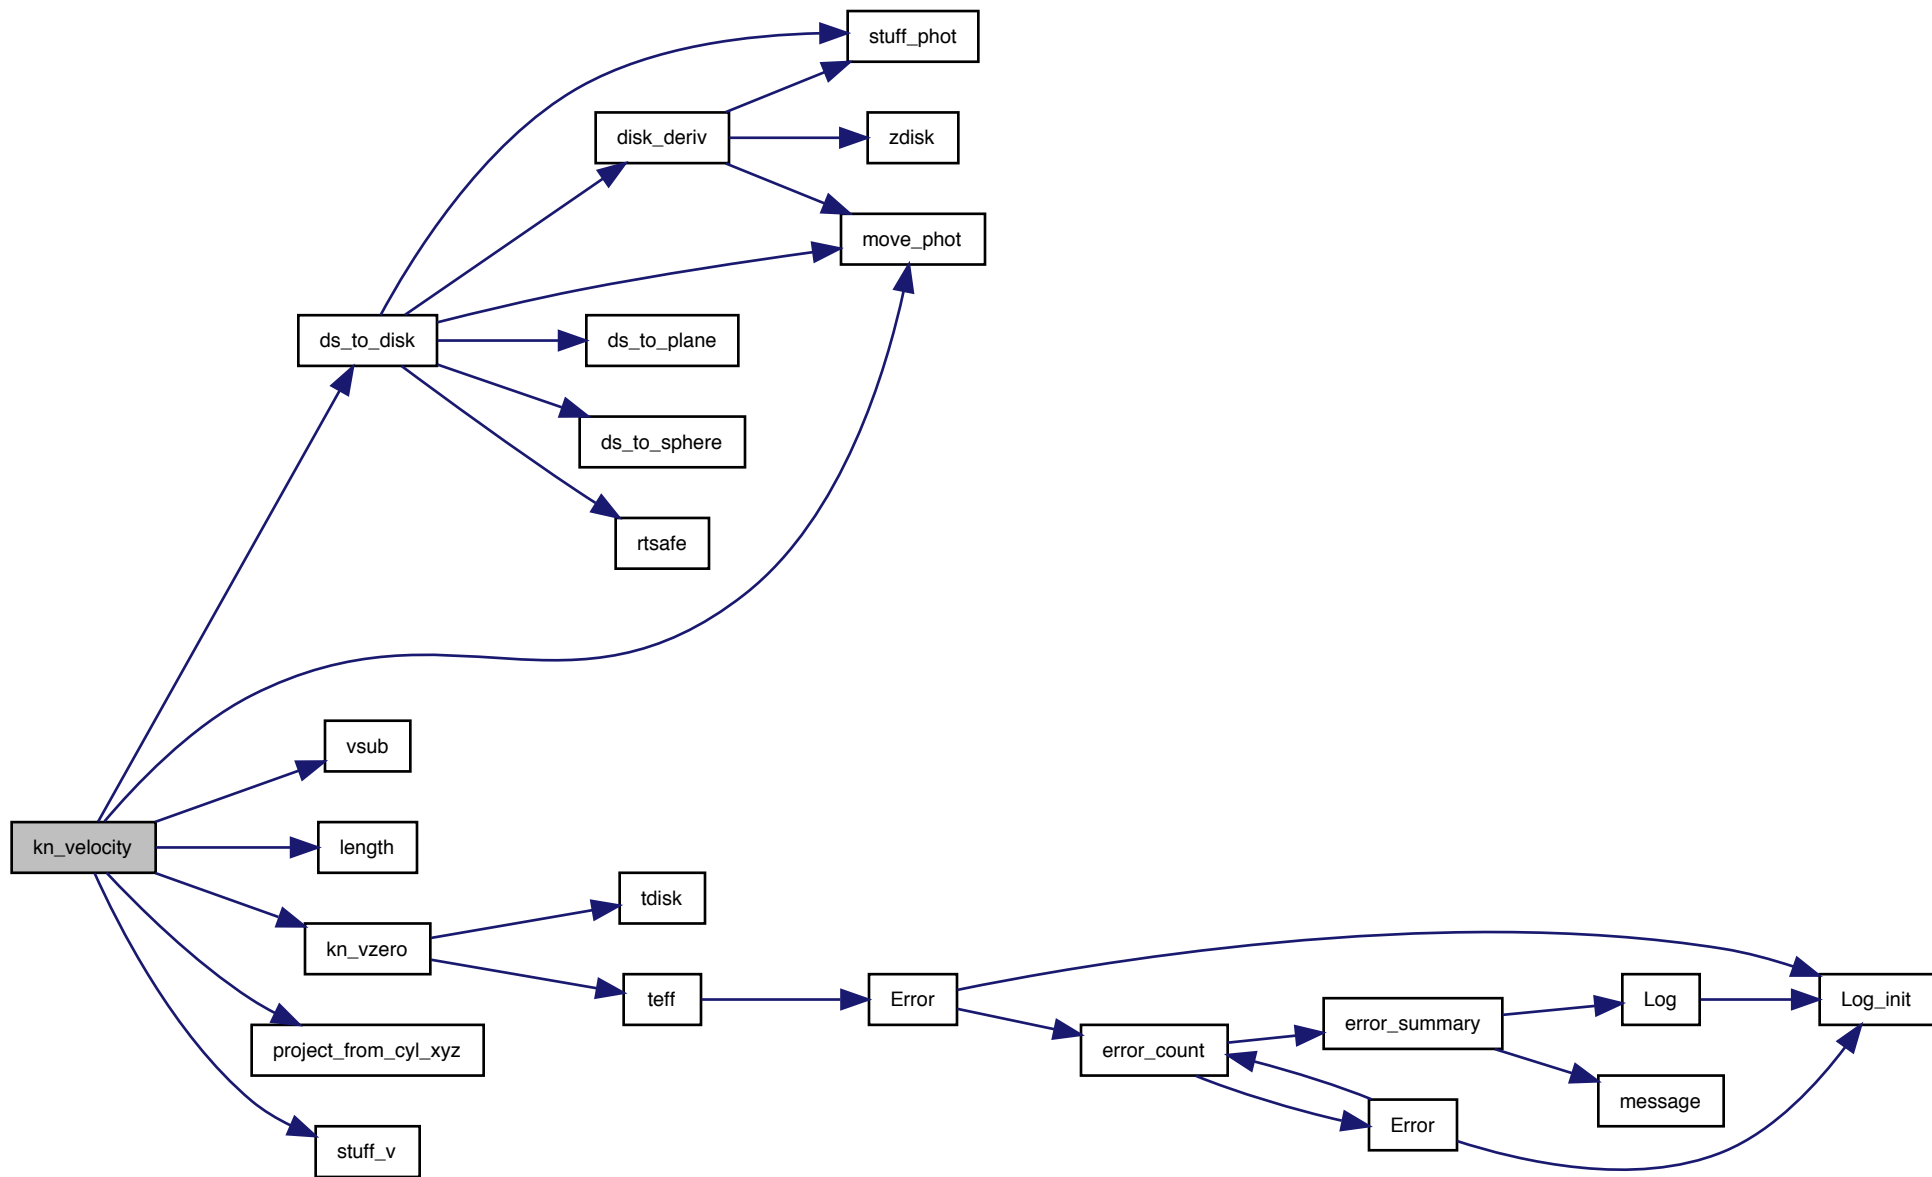 stuff_phot
disk_deriv
zdisk
move_phot
ds_to_disk
ds_to_plane
ds_to_sphere
rtsafe
vsub
kn_velocity
length
tdisk
kn_vzero
teff
Error
Log
Log_init
error_summary
project_from_cyl_xyz
error_count
message
Error
stuff_v